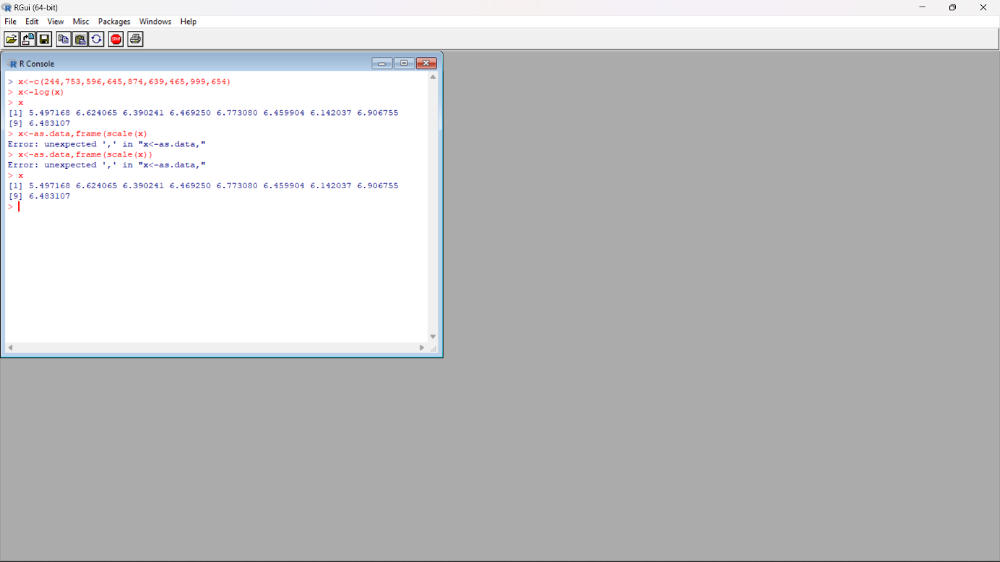 RGui (64-bit)
File Edit View Misc Packages Windows Help
STOP
R Console
> x<-c(244,753,596,645,874,639,465,999,654)
> x<-log(x)
> x
[1] 5.497168 6.624065 6.390241 6.469250 6.773080 6.459904 6.142037 6.906755
[9] 6.483107
> x<-as.data,frame(scale(x)
Error: unexpected ',' in "x<-as.data,"
> x<-as.data,frame(scale(x))
Error: unexpected ',' in "x<-as.data,"
> x
[1] 5.497168 6.624065 6.390241 6.469250 6.773080 6.459904 6.142037 6.906755
[9] 6.483107
>